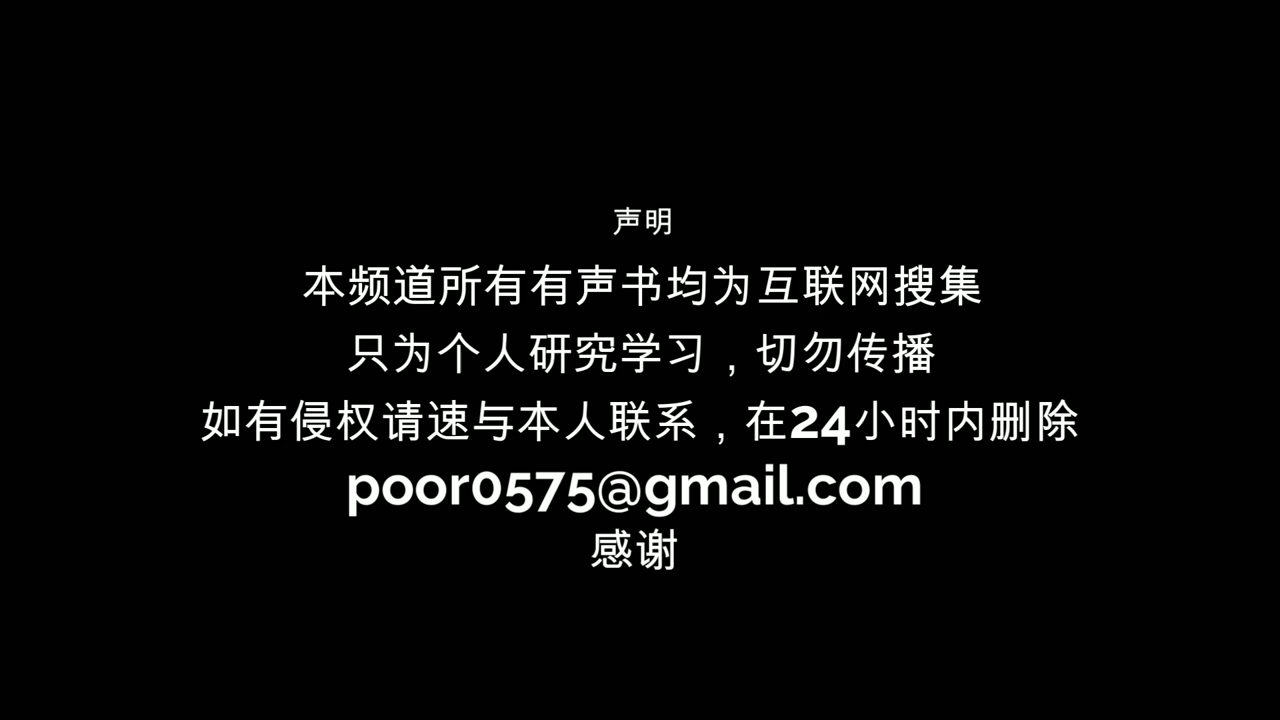 声明
本频道所有有声书均为互联网搜集
只为个人研究学习，切勿传播
如有侵权请速与本人联系，在24小时内删除
poor0575@gmail.com
感谢